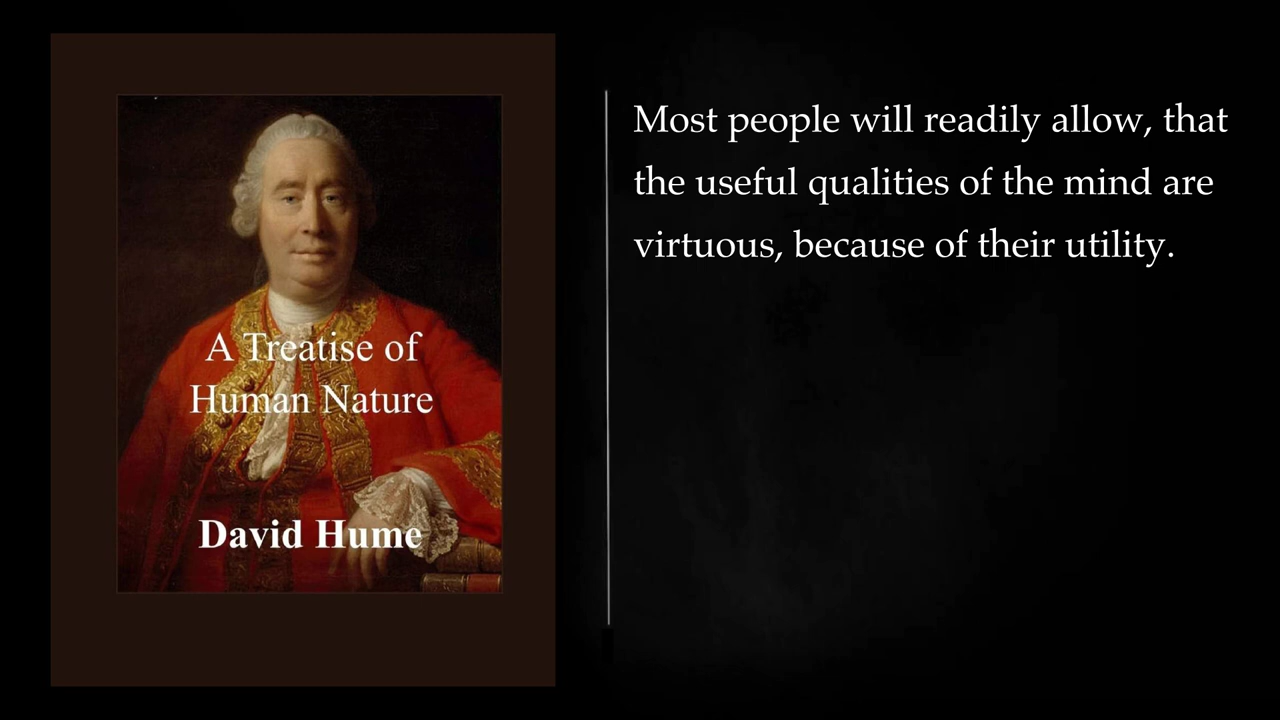 A Treatise of
Human Nature
David Hume
Most people will readily allow, that
the useful qualities of the mind are
virtuous, because of their utility.